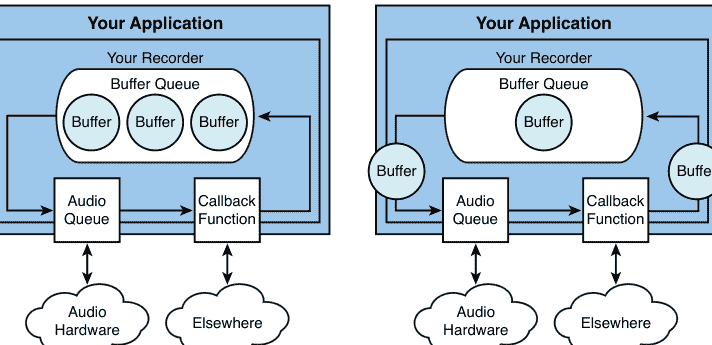 Your Application
Your Recorder
Buffer Queue
Buffer Buffer Buffer
Audio
Queue
Callback
Function
Audio
Hardware
Elsewhere
Your Application
Your Recorder
Buffer Queue
Buffer
Buffer
Buffe
Audio
Queue
Callback
Function
Audio
Hardware
Elsewhere